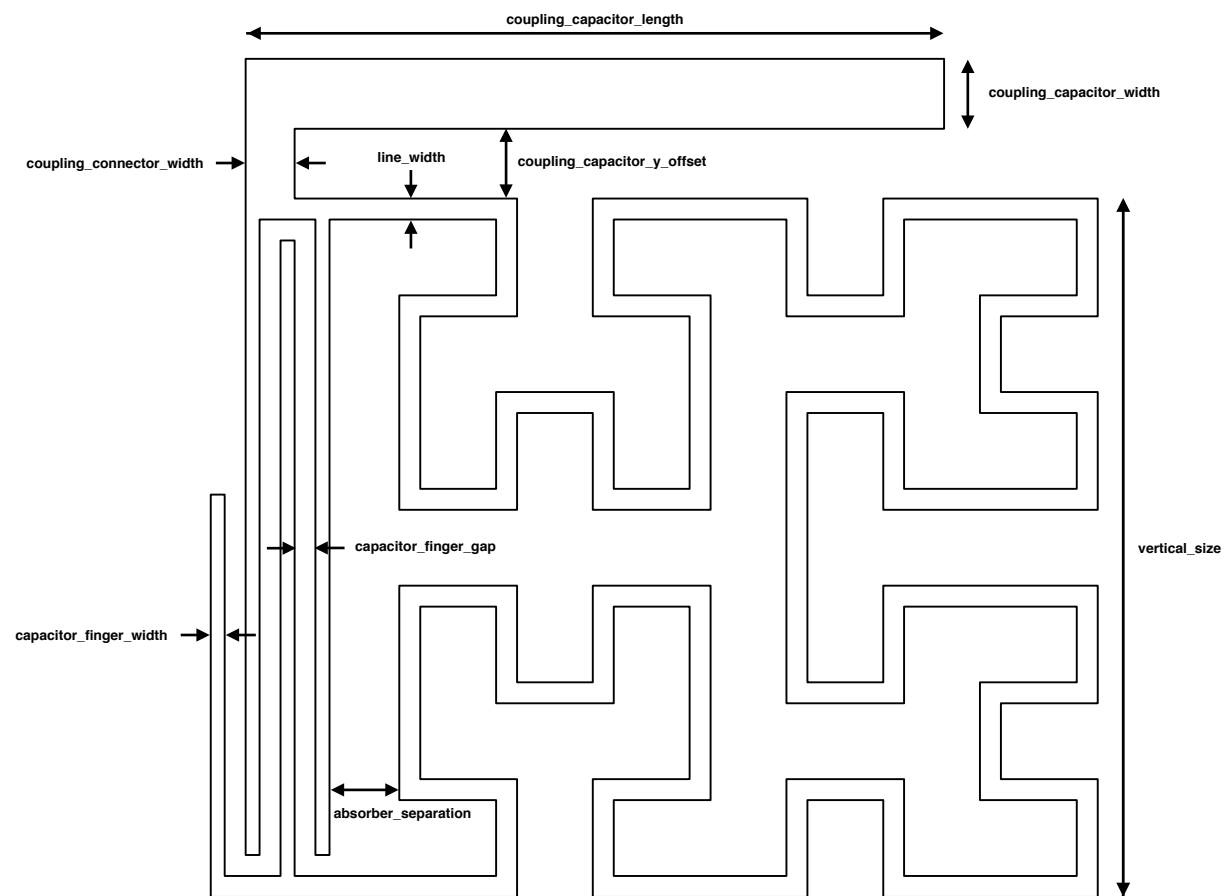 coupling_capacitor_length
coupling_capacitor_width
coupling_connector_width
line_width
coupling_capacitor_y_offset
capacitor_finger_gap
vertical_size
capacitor_finger_width
absorber_separation